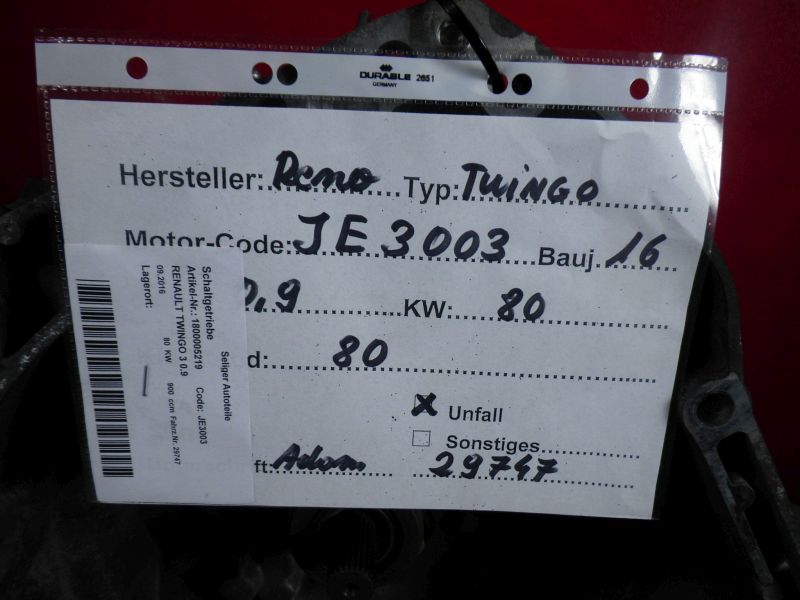 DURABLE 2651
GERMANY
Hersteller: Reno Typ: TWINGO
Motor-Code: JE3003 Bauj. 16
0,9 KW: 80
d: 80
Unfall
Sonstiges
ft: Adam 29747
Seliger Autoteile
Schaltgetriebe
Artikel-Nr.: 1800005219 Code: JE3003
RENAULT TWINGO 3 0.9
09.2016 80 KW 900 ccm Fahrz.Nr. 29747
Lagerort: